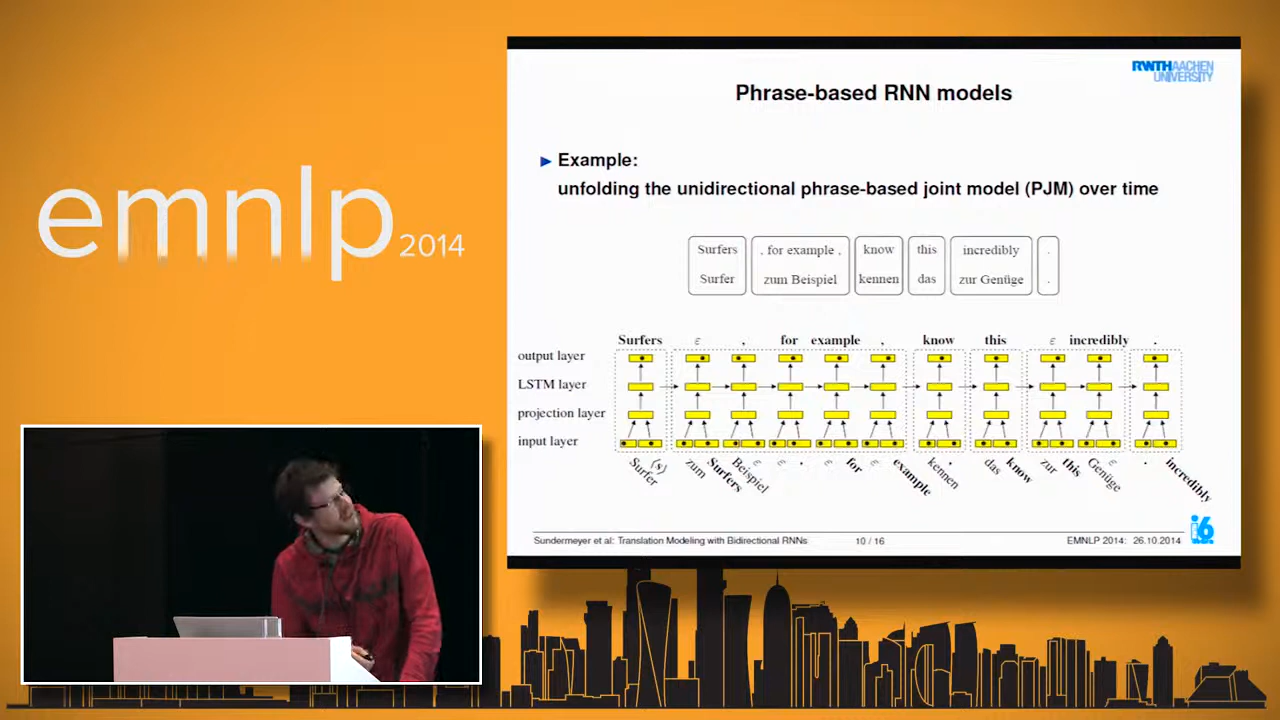 emnlp 2014
RWTH AACHEN
UNIVERSITY
Phrase-based RNN models
Example:
unfolding the unidirectional phrase-based joint model (PJM) over time
Surfers , for example , know this incredibly .
Surfer zum Beispiel kennen das zur Genüge .
Surfers ε , for example , know this ε incredibly .
output layer
LSTM layer
projection layer
input layer
Surfer ⟨s⟩ zum Surfers Beispiel ε ε , ε for ε example kennen , das know zur this Genüge ε . incredibly
Sundermeyer et al: Translation Modeling with Bidirectional RNNs 10 / 16 EMNLP 2014: 26.10.2014
i6